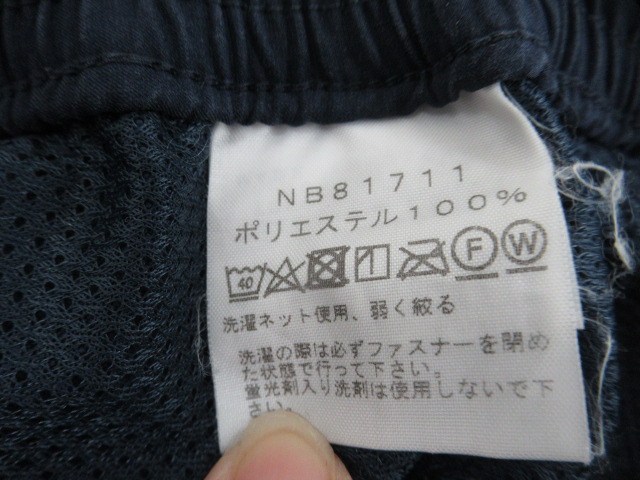 NB81711
ポリエステル100%
40 F W
洗濯ネット使用、弱く絞る
洗濯の際は必ずファスナーを閉め
た状態で行って下さい。
蛍光剤入り洗剤は使用しないで下
さい。